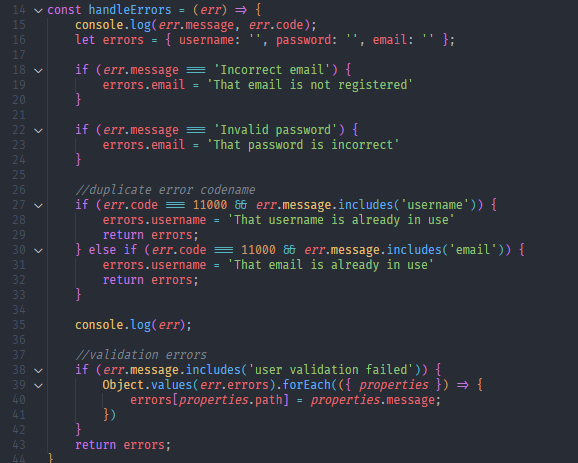 14 const handleErrors = (err) => {
15 console.log(err.message, err.code);
16 let errors = { username: '', password: '', email: '' };
17
18 if (err.message === 'Incorrect email') {
19 errors.email = 'That email is not registered'
20 }
21
22 if (err.message === 'Invalid password') {
23 errors.email = 'That password is incorrect'
24 }
25
26 //duplicate error codename
27 if (err.code === 11000 && err.message.includes('username')) {
28 errors.username = 'That username is already in use'
29 return errors;
30 } else if (err.code === 11000 && err.message.includes('email')) {
31 errors.username = 'That email is already in use'
32 return errors;
33 }
34
35 console.log(err);
36
37 //validation errors
38 if (err.message.includes('user validation failed')) {
39 Object.values(err.errors).forEach(({ properties }) => {
40 errors[properties.path] = properties.message;
41 })
42 }
43 return errors;
44 }